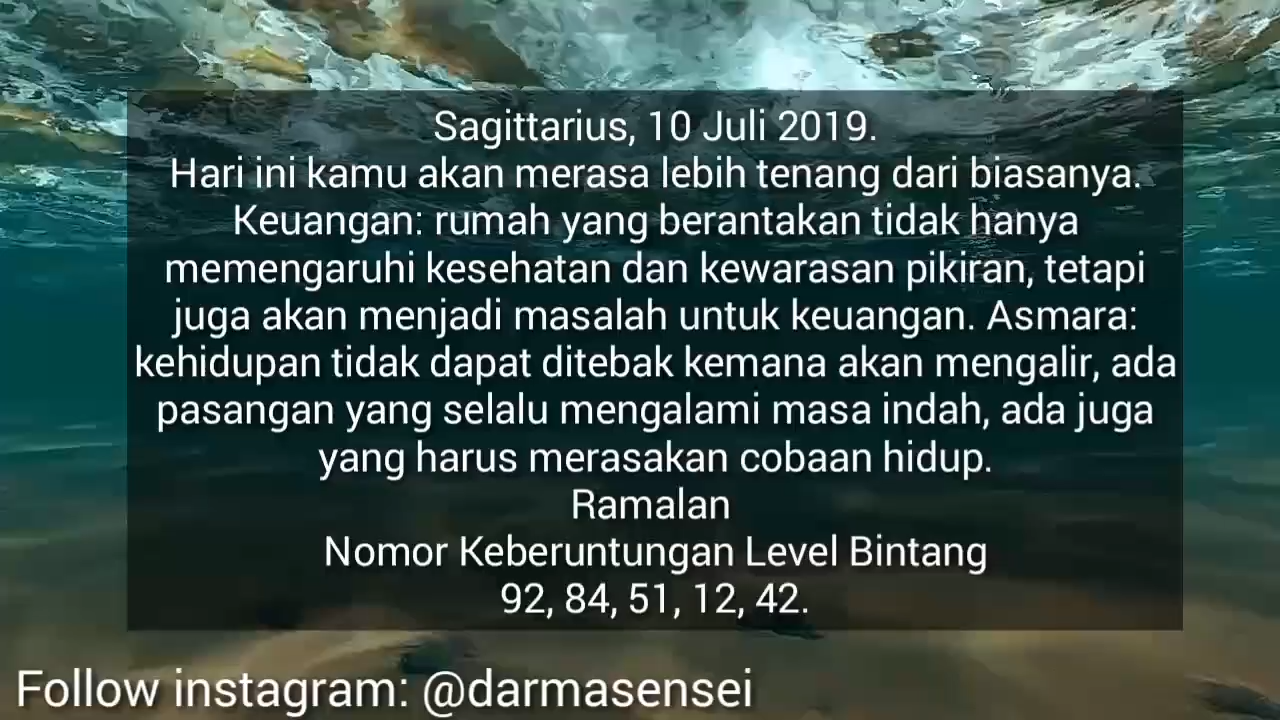 Sagittarius, 10 Juli 2019.
Hari ini kamu akan merasa lebih tenang dari biasanya.
Keuangan: rumah yang berantakan tidak hanya
memengaruhi kesehatan dan kewarasan pikiran, tetapi
juga akan menjadi masalah untuk keuangan. Asmara:
kehidupan tidak dapat ditebak kemana akan mengalir, ada
pasangan yang selalu mengalami masa indah, ada juga
yang harus merasakan cobaan hidup.
Ramalan
Nomor Keberuntungan Level Bintang
92, 84, 51, 12, 42.
Follow instagram: @darmasensei